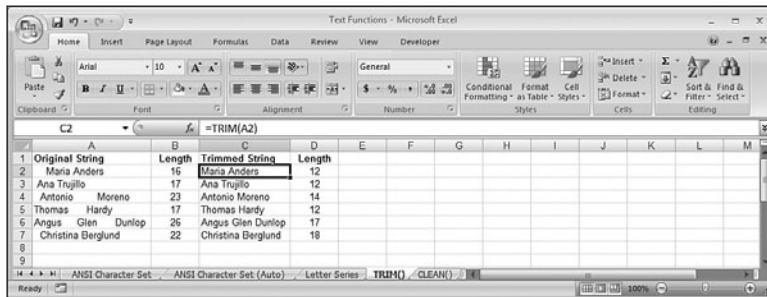 Text Functions - Microsoft Excel
Home Insert Page Layout Formulas Data Review View Developer
Paste
Arial 10
B I U
General
$ % ,
Conditional Formatting
Format as Table
Cell Styles
Insert
Delete
Format
Sort & Filter
Find & Select
Clipboard Font Alignment Number Styles Cells Editing
C2 fx =TRIM(A2)
A B C D E F G H I J K L M
1 Original String Length Trimmed String Length
2 Maria Anders 16 Maria Anders 12
3 Ana Trujillo 17 Ana Trujillo 12
4 Antonio Moreno 23 Antonio Moreno 14
5 Thomas Hardy 17 Thomas Hardy 12
6 Angus Glen Dunlop 26 Angus Glen Dunlop 17
7 Christina Berglund 22 Christina Berglund 18
8
9
ANSI Character Set ANSI Character Set (Auto) Letter Series TRIM() CLEAN()
Ready 100%